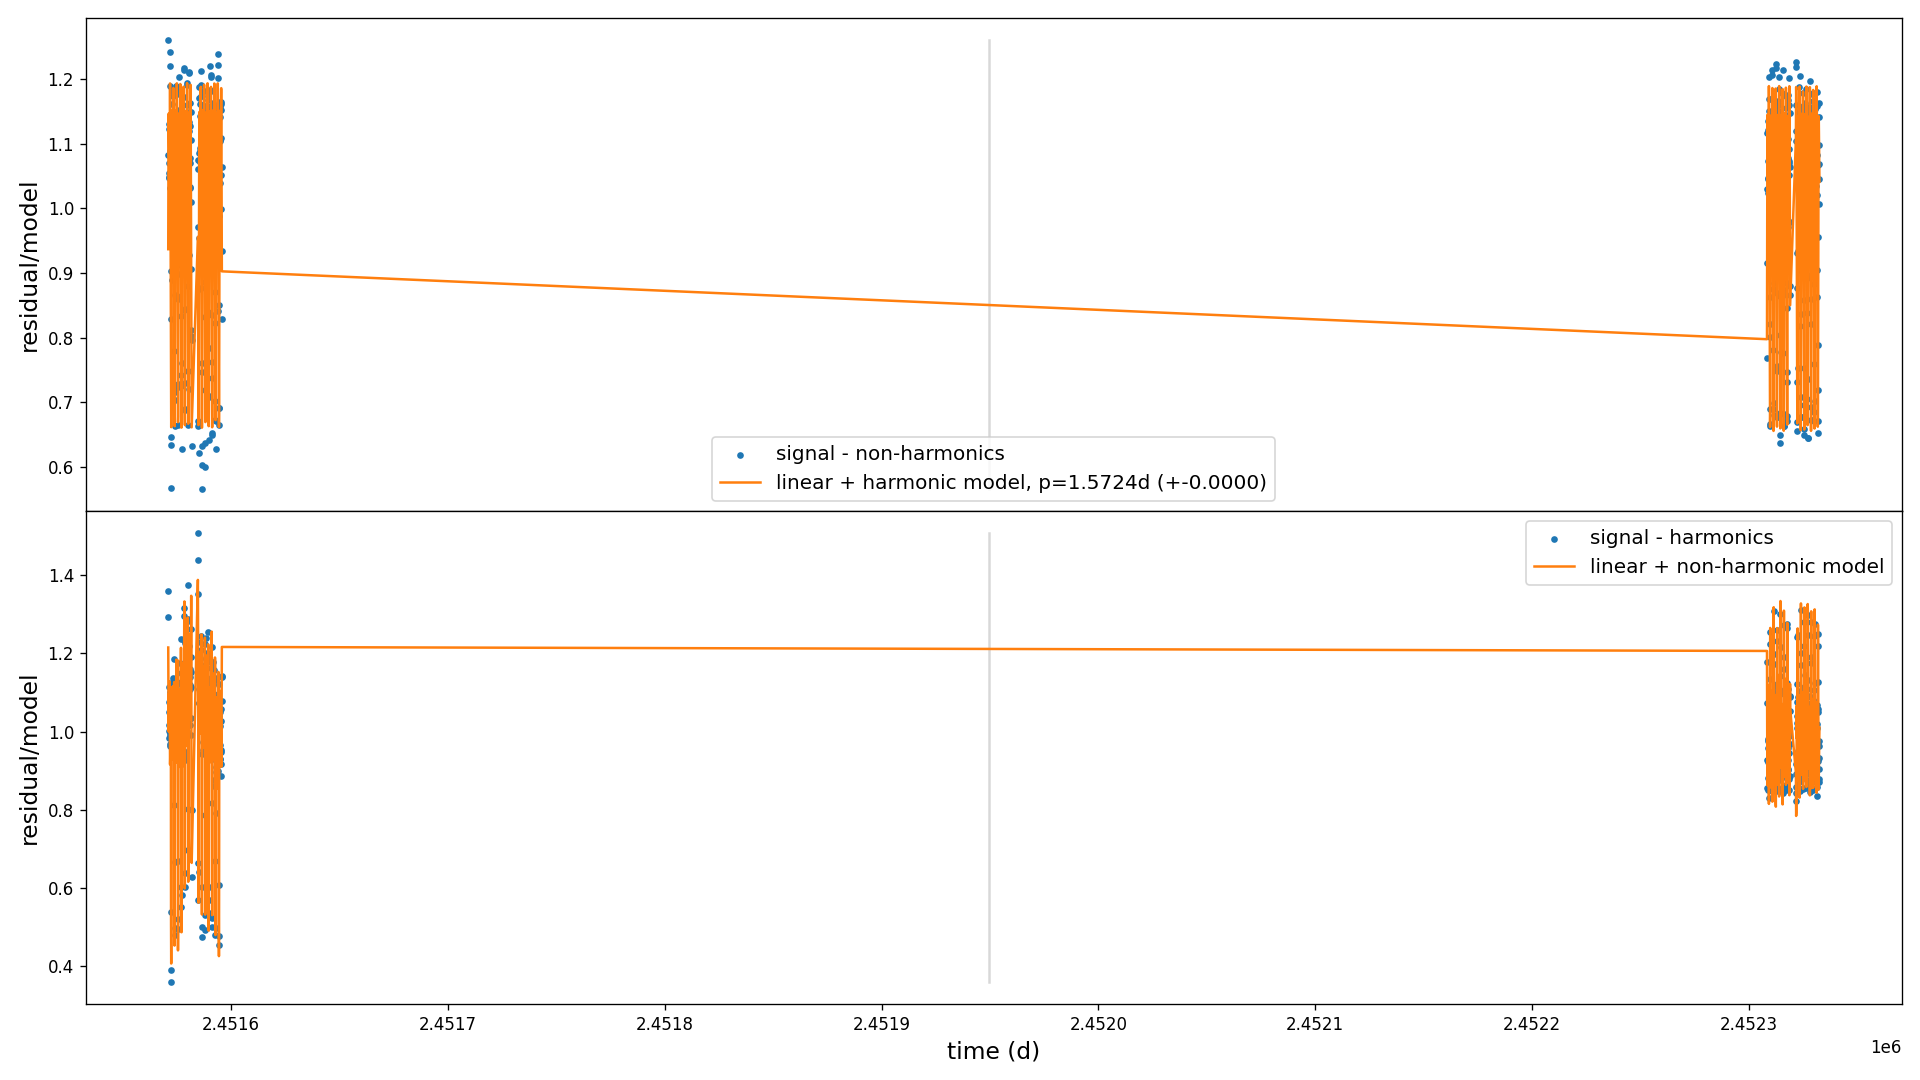 residual/model
1.2
1.1
1.0
0.9
0.8
0.7
0.6
signal - non-harmonics
linear + harmonic model, p=1.5724d (+-0.0000)
residual/model
1.4
1.2
1.0
0.8
0.6
0.4
signal - harmonics
linear + non-harmonic model
2.4516 2.4517 2.4518 2.4519 2.4520 2.4521 2.4522 2.4523
1e6
time (d)